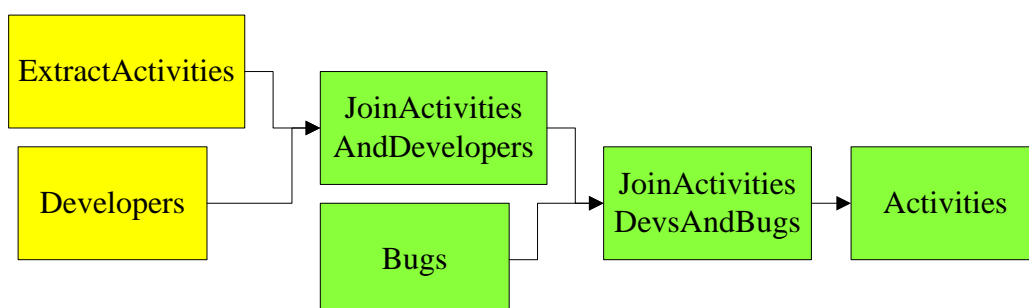 ExtractActivities
Developers
JoinActivities
AndDevelopers
Bugs
JoinActivities
DevsAndBugs
Activities